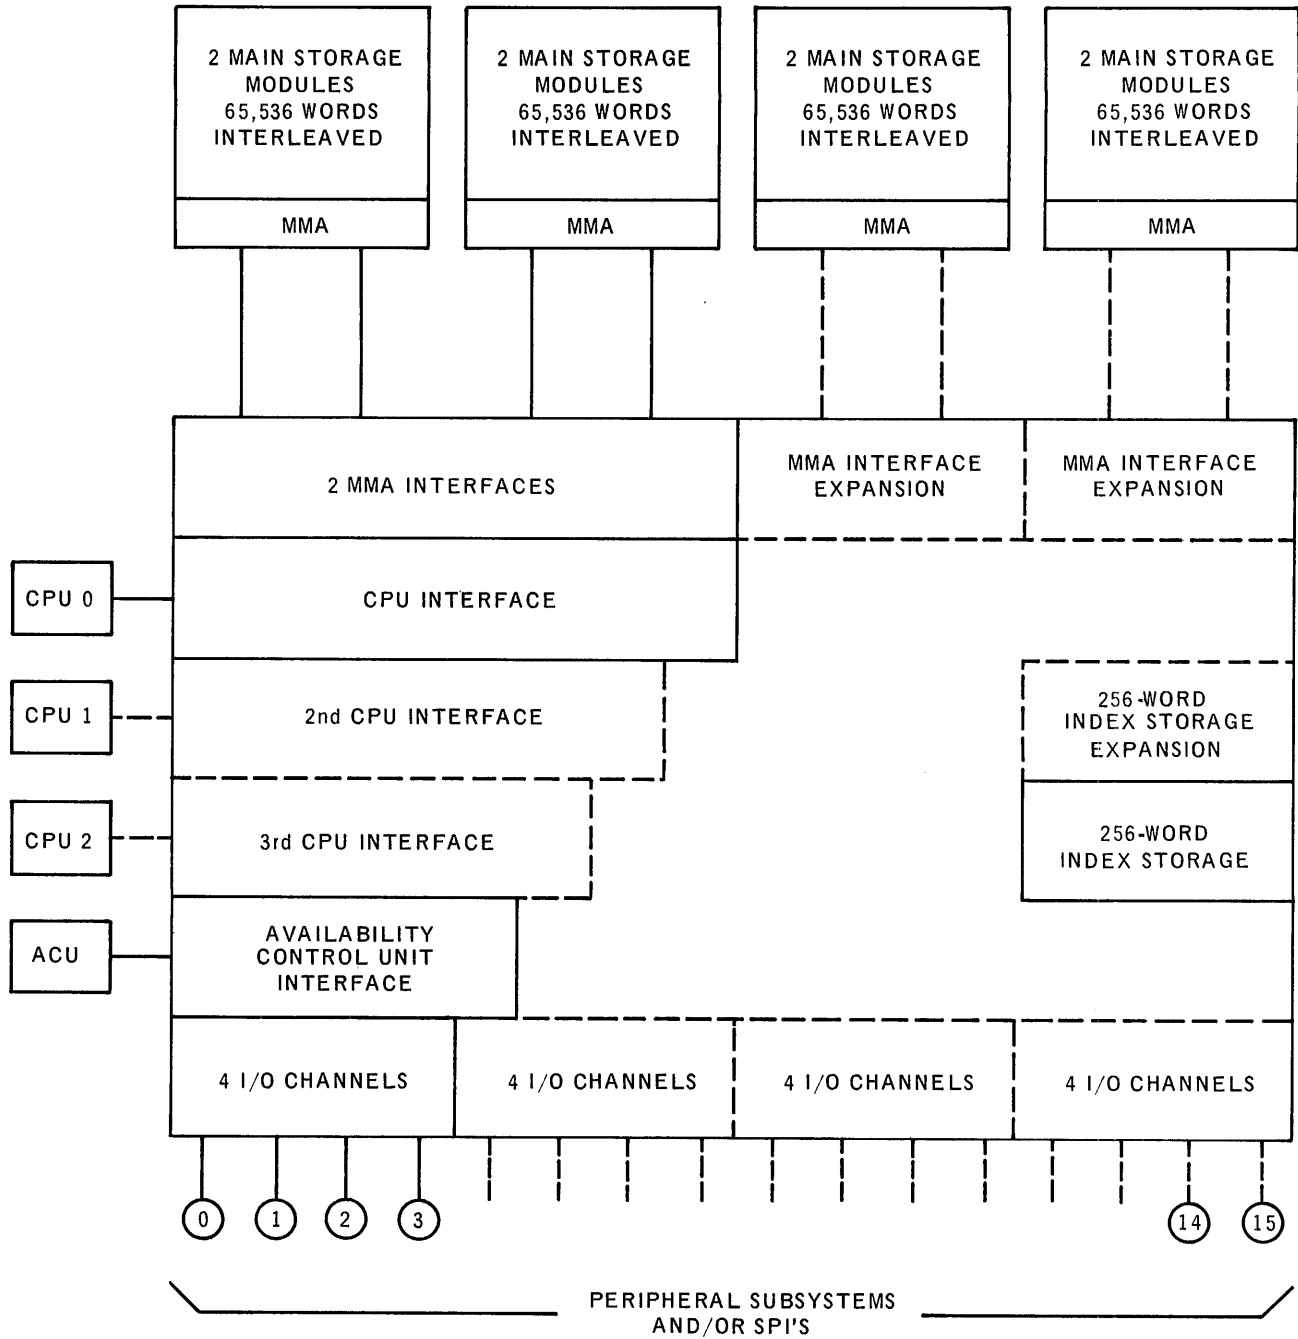 2 MAIN STORAGE
MODULES
65,536 WORDS
INTERLEAVED
MMA
2 MAIN STORAGE
MODULES
65,536 WORDS
INTERLEAVED
MMA
2 MAIN STORAGE
MODULES
65,536 WORDS
INTERLEAVED
MMA
2 MAIN STORAGE
MODULES
65,536 WORDS
INTERLEAVED
MMA
2 MMA INTERFACES
MMA INTERFACE
EXPANSION
MMA INTERFACE
EXPANSION
CPU 0
CPU INTERFACE
CPU 1
2nd CPU INTERFACE
256-WORD
INDEX STORAGE
EXPANSION
CPU 2
3rd CPU INTERFACE
256-WORD
INDEX STORAGE
ACU
AVAILABILITY
CONTROL UNIT
INTERFACE
4 I/O CHANNELS
4 I/O CHANNELS
4 I/O CHANNELS
4 I/O CHANNELS
0
1
2
3
14
15
PERIPHERAL SUBSYSTEMS
AND/OR SPI'S